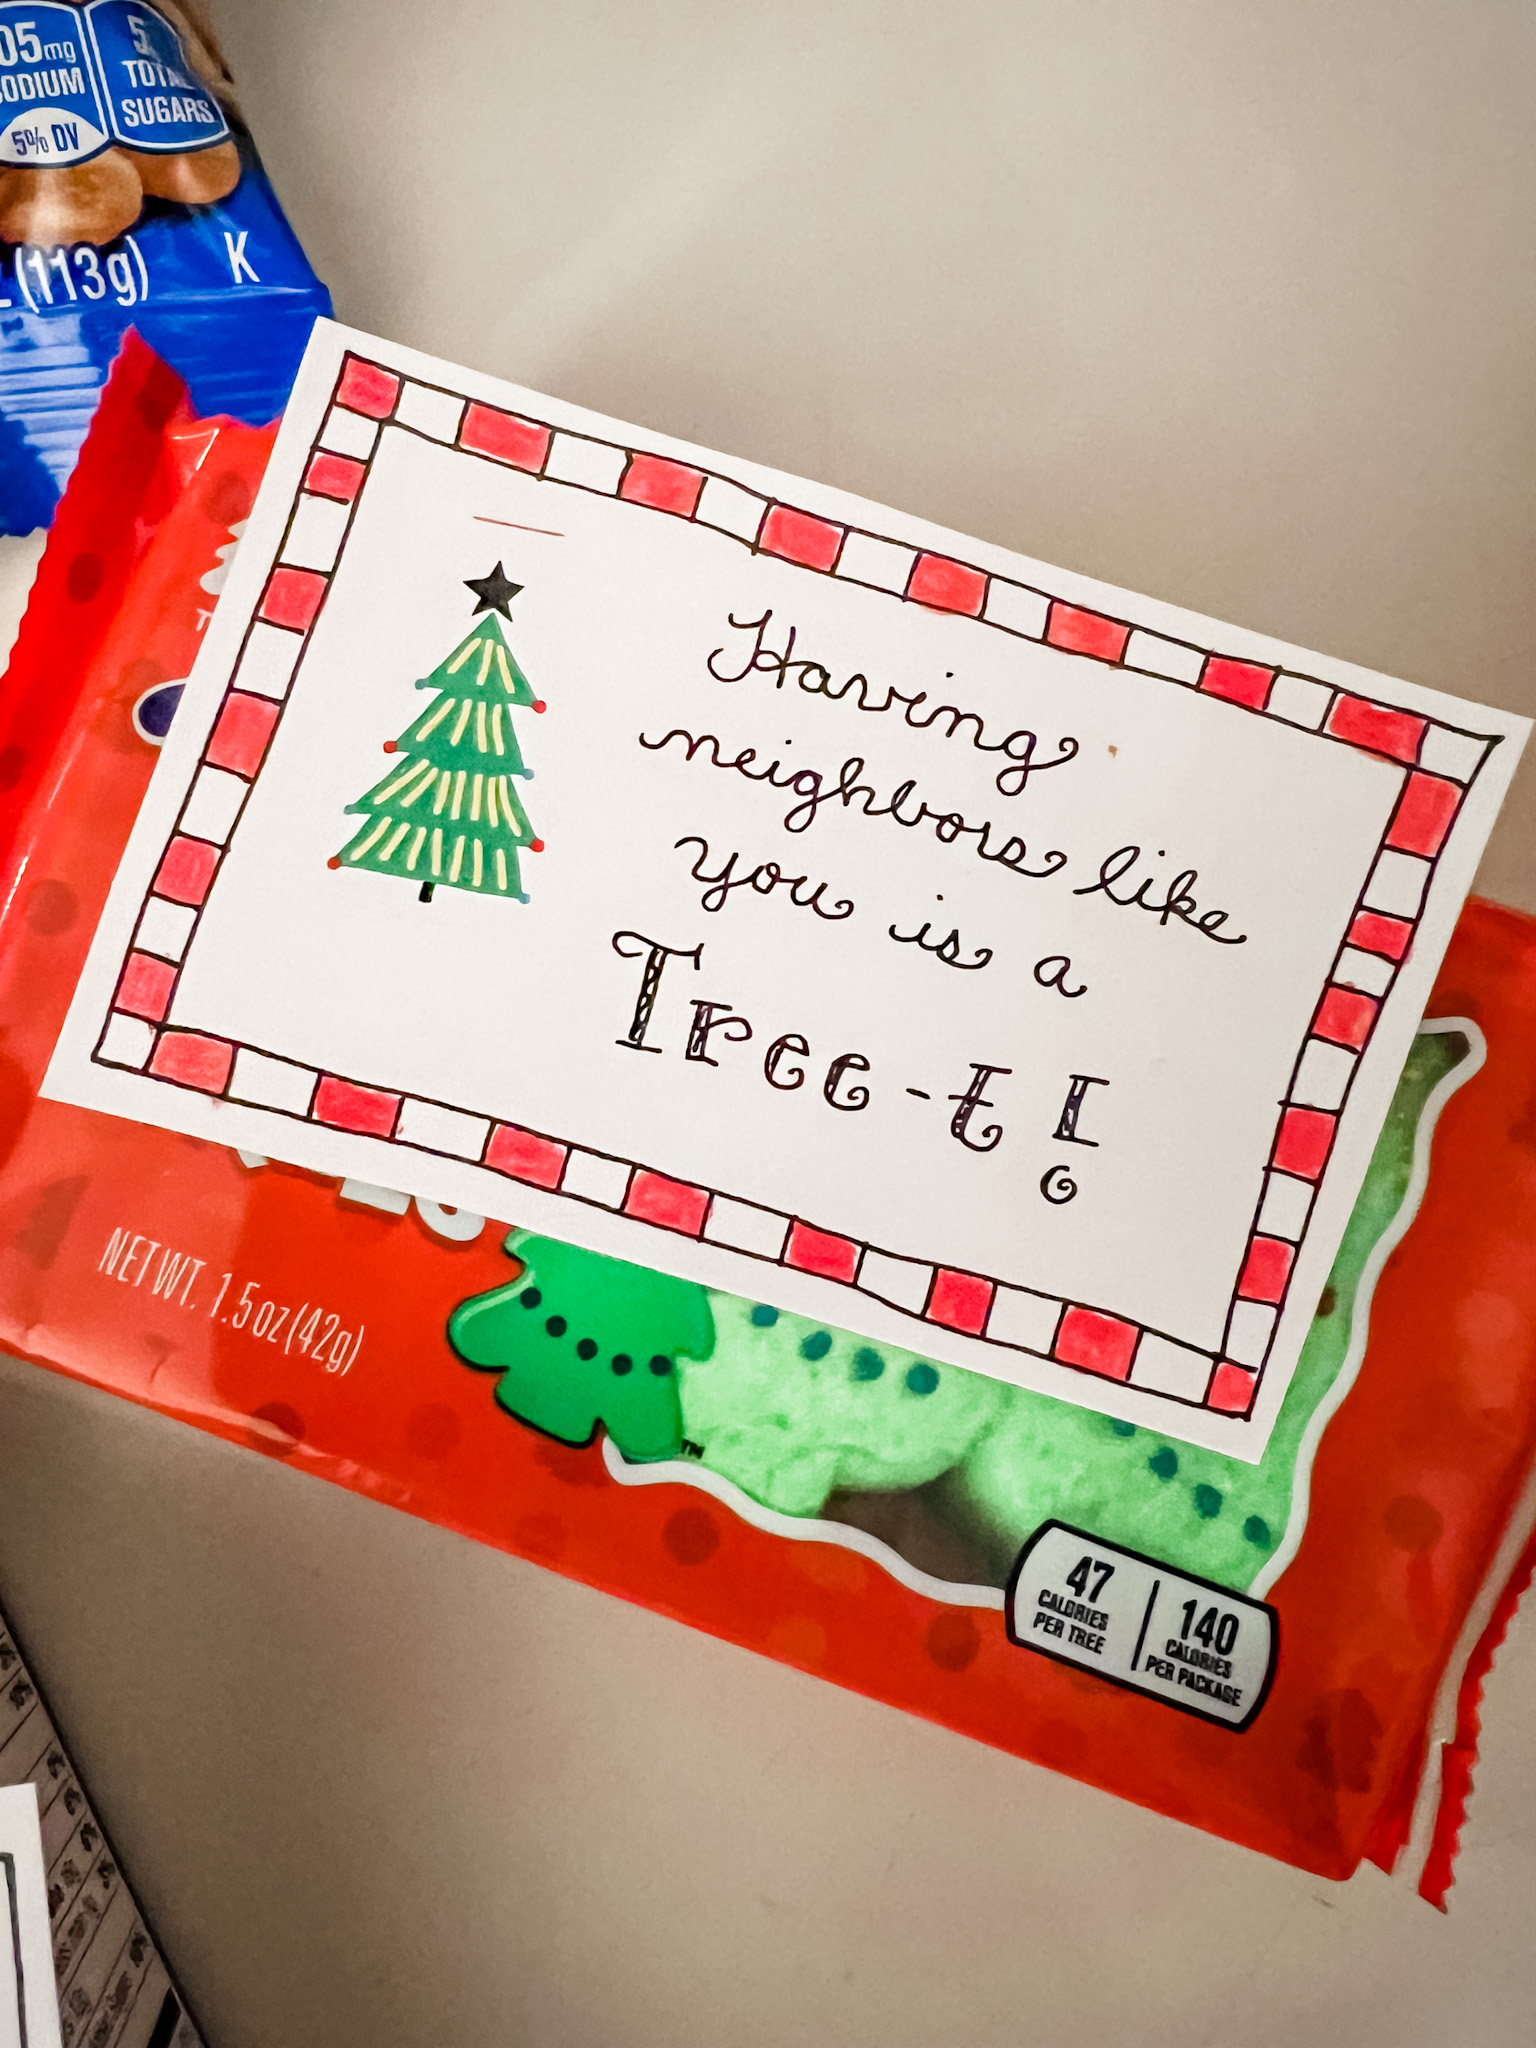 SODIUM
5% DV
TOTAL
SUGARS
(113g) K
Having
neighbors like
you is a
Tree-t!
NET WT. 1.5oz(42g)
TM
47
CALORIES
PER TREE
140
CALORIES
PER PACKAGE